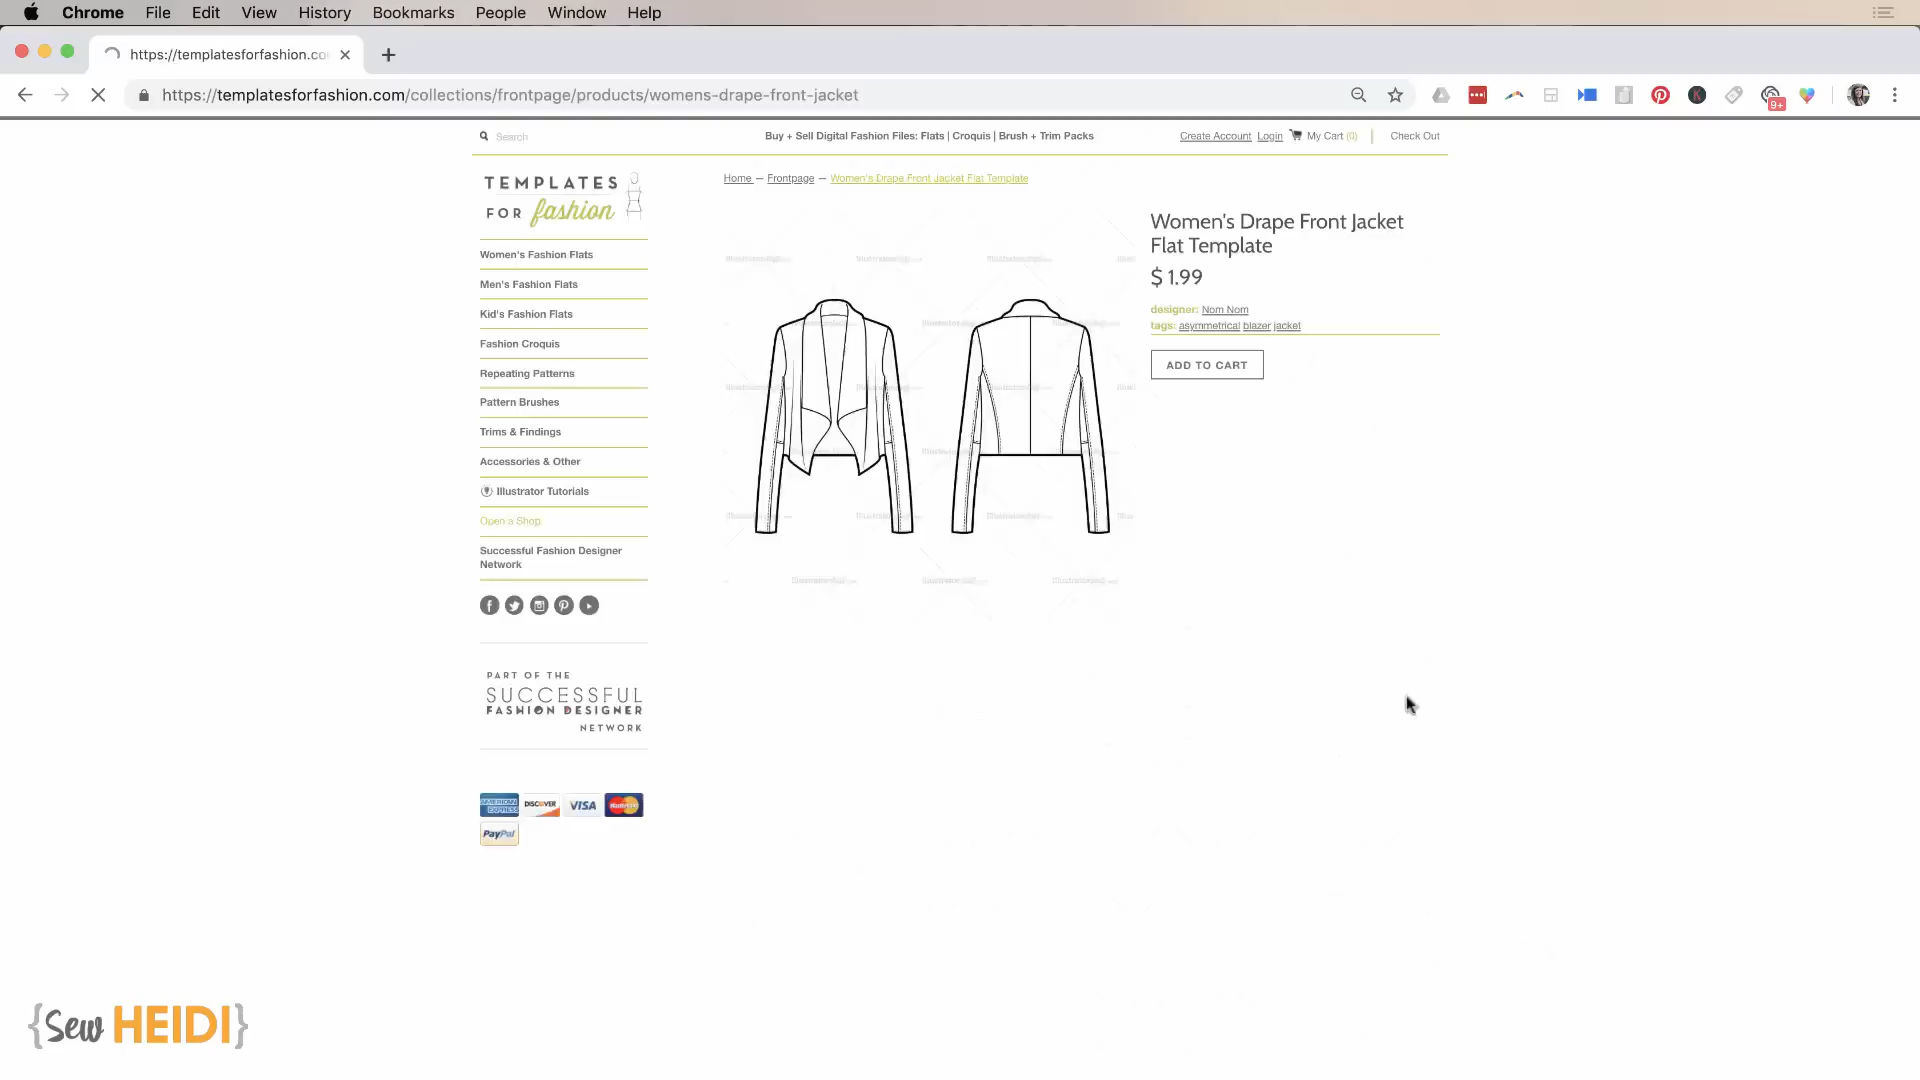 Chrome File Edit View History Bookmarks People Window Help
https://templatesforfashion.co
https://templatesforfashion.com/collections/frontpage/products/womens-drape-front-jacket
9+
Search
Buy + Sell Digital Fashion Files: Flats | Croquis | Brush + Trim Packs
Create Account Login My Cart (0) | Check Out
TEMPLATES
FOR fashion
Home — Frontpage — Women's Drape Front Jacket Flat Template
Women's Drape Front Jacket
Flat Template
$ 1.99
designer: Nom Nom
tags: asymmetrical blazer jacket
ADD TO CART
Women's Fashion Flats
Men's Fashion Flats
Kid's Fashion Flats
Fashion Croquis
Repeating Patterns
Pattern Brushes
Trims & Findings
Accessories & Other
Illustrator Tutorials
Open a Shop
Successful Fashion Designer
Network
PART OF THE
SUCCESSFUL
FASHION DESIGNER
NETWORK
AMERICAN EXPRESS DISCOVER VISA MasterCard
PayPal
{Sew HEIDI}